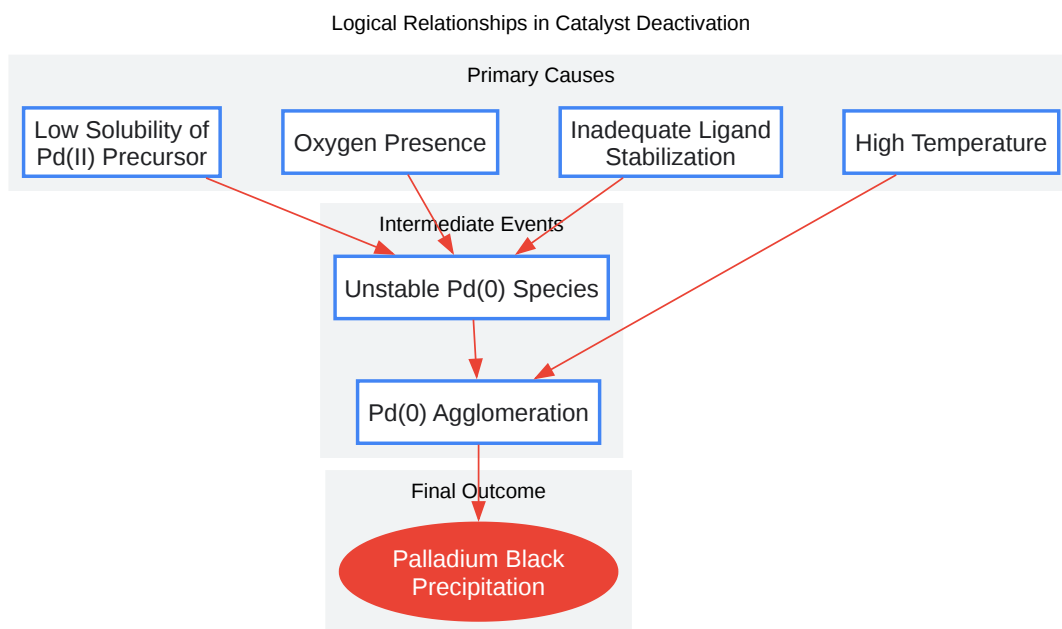 Logical Relationships in Catalyst Deactivation
Primary Causes
Low Solubility of
Pd(II) Precursor
Oxygen Presence
Inadequate Ligand
Stabilization
High Temperature
Intermediate Events
Unstable Pd(0) Species
Pd(0) Agglomeration
Final Outcome
Palladium Black
Precipitation